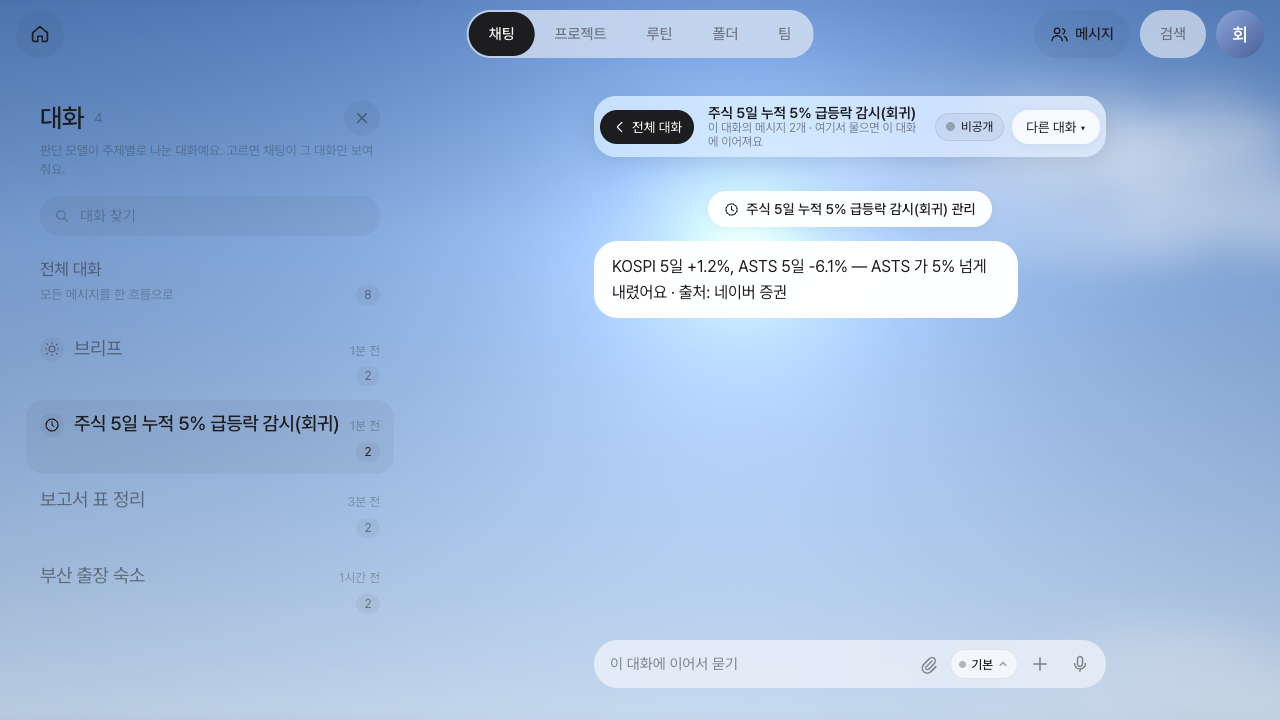 채팅
프로젝트
루틴
폴더
팀
메시지
검색
회
대화 4
판단 모델이 주제별로 나눈 대화예요. 고르면 채팅이 그 대화만 보여
줘요.
대화 찾기
전체 대화
모든 메시지를 한 흐름으로
8
브리프
1분 전
2
주식 5일 누적 5% 급등락 감시(회귀)
1분 전
2
보고서 표 정리
3분 전
2
부산 출장 숙소
1시간 전
2
전체 대화
주식 5일 누적 5% 급등락 감시(회귀)
이 대화의 메시지 2개 · 여기서 물으면 이 대화
에 이어져요
비공개
다른 대화 ▾
주식 5일 누적 5% 급등락 감시(회귀) 관리
KOSPI 5일 +1.2%, ASTS 5일 -6.1% — ASTS 가 5% 넘게
내렸어요 · 출처: 네이버 증권
이 대화에 이어서 묻기
기본